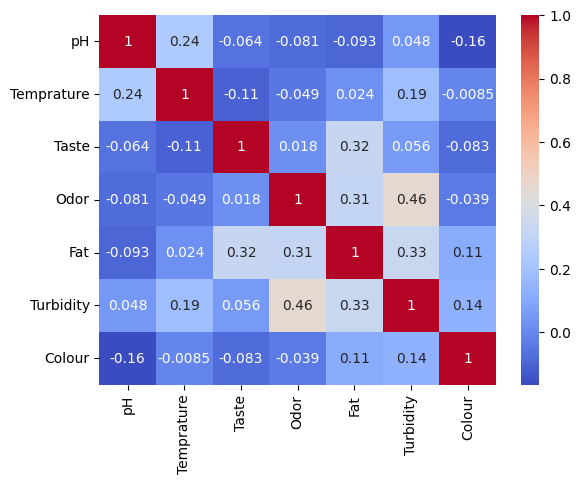 pH 1 0.24 -0.064 -0.081 -0.093 0.048 -0.16
Temprature 0.24 1 -0.11 -0.049 0.024 0.19 -0.0085
Taste -0.064 -0.11 1 0.018 0.32 0.056 -0.083
Odor -0.081 -0.049 0.018 1 0.31 0.46 -0.039
Fat -0.093 0.024 0.32 0.31 1 0.33 0.11
Turbidity 0.048 0.19 0.056 0.46 0.33 1 0.14
Colour -0.16 -0.0085 -0.083 -0.039 0.11 0.14 1
pH Temprature Taste Odor Fat Turbidity Colour
1.0
0.8
0.6
0.4
0.2
0.0